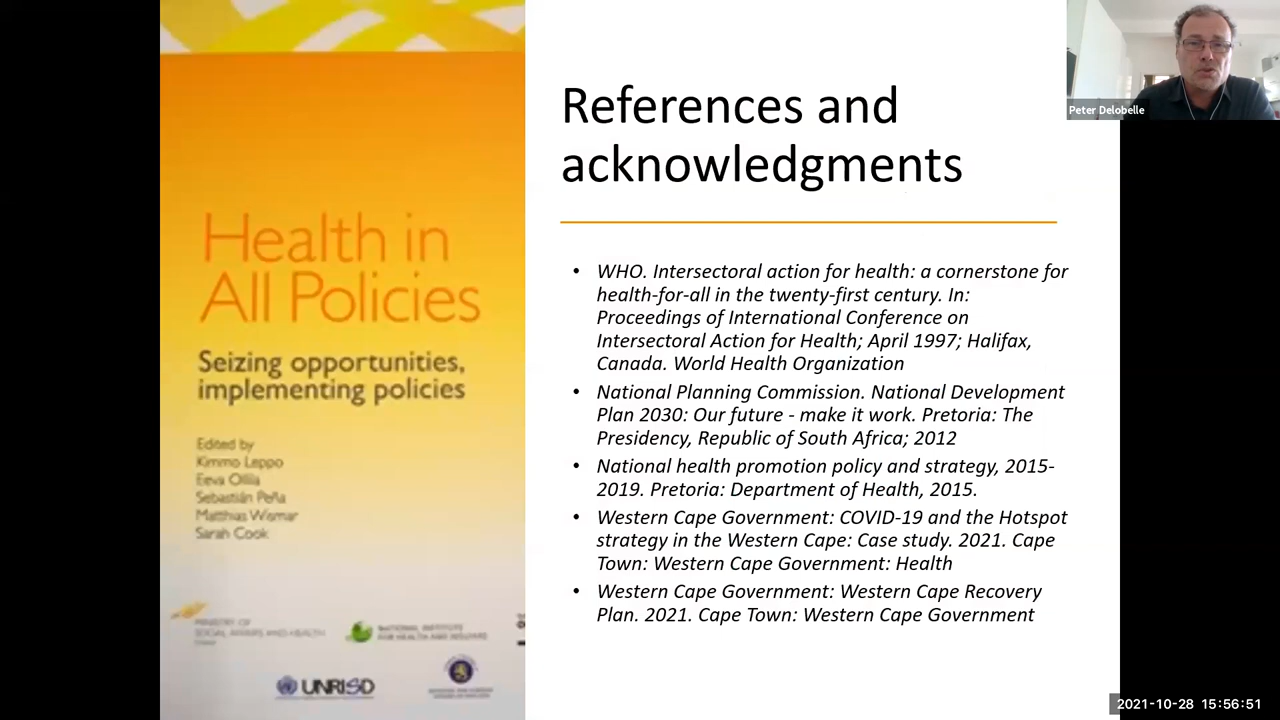 Health in
All Policies
Seizing opportunities,
implementing policies
Edited by
Kimmo Leppo
Eeva Ollila
Sebastián Peña
Matthias Wismar
Sarah Cook
MINISTRY OF
SOCIAL AFFAIRS AND HEALTH
NATIONAL INSTITUTE
FOR HEALTH AND WELFARE
UNRISD
References and
acknowledgments
• WHO. Intersectoral action for health: a cornerstone for
health-for-all in the twenty-first century. In:
Proceedings of International Conference on
Intersectoral Action for Health; April 1997; Halifax,
Canada. World Health Organization
• National Planning Commission. National Development
Plan 2030: Our future - make it work. Pretoria: The
Presidency, Republic of South Africa; 2012
• National health promotion policy and strategy, 2015-
2019. Pretoria: Department of Health, 2015.
• Western Cape Government: COVID-19 and the Hotspot
strategy in the Western Cape: Case study. 2021. Cape
Town: Western Cape Government: Health
• Western Cape Government: Western Cape Recovery
Plan. 2021. Cape Town: Western Cape Government
Peter Delobelle
2021-10-28 15:56:51